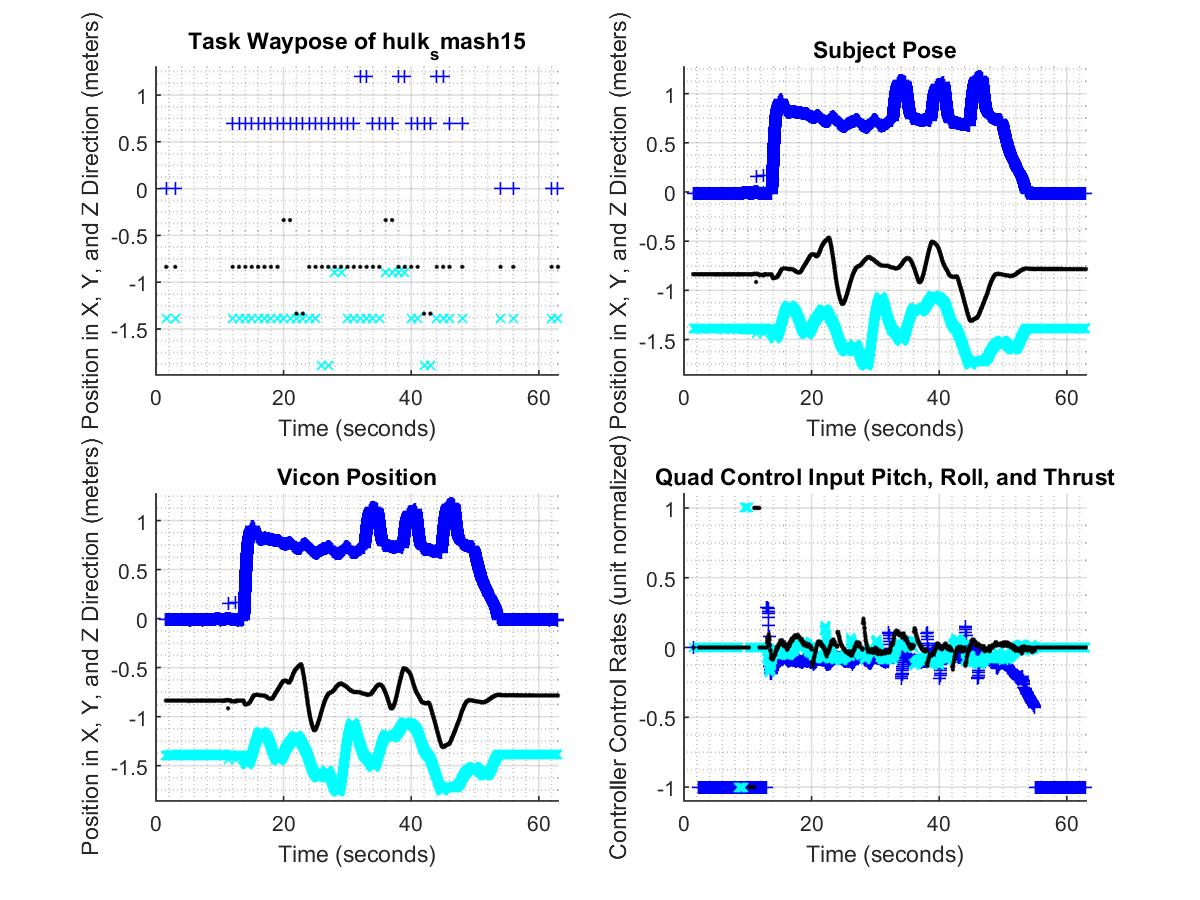 Task Waypose of hulksmash15
Position in X, Y, and Z Direction (meters)
1
0.5
0
-0.5
-1
-1.5
0 20 40 60
Time (seconds)
Subject Pose
Position in X, Y, and Z Direction (meters)
1
0.5
0
-0.5
-1
-1.5
0 20 40 60
Time (seconds)
Vicon Position
Position in X, Y, and Z Direction (meters)
1
0.5
0
-0.5
-1
-1.5
0 20 40 60
Time (seconds)
Quad Control Input Pitch, Roll, and Thrust
Controller Control Rates (unit normalized)
1
0.5
0
-0.5
-1
0 20 40 60
Time (seconds)